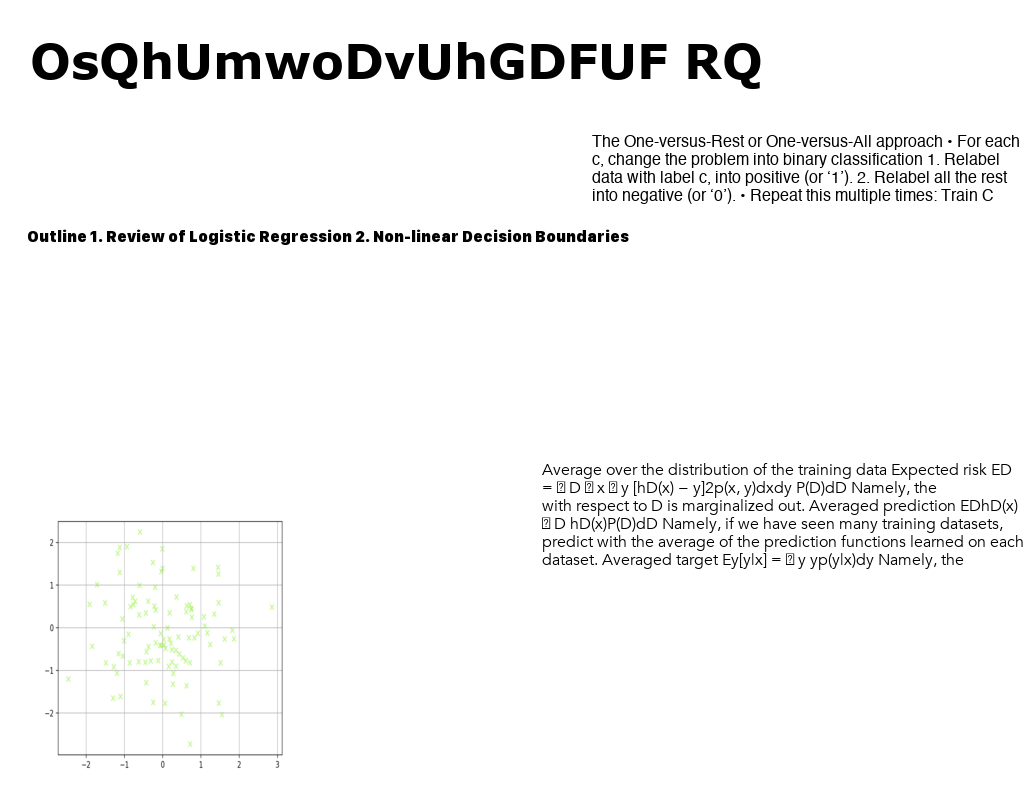 OsQhUmwoDvUhGDFUF RQ
The One-versus-Rest or One-versus-All approach • For each
c, change the problem into binary classification 1. Relabel
data with label c, into positive (or ‘1’). 2. Relabel all the rest
into negative (or ‘0’). • Repeat this multiple times: Train C
Outline 1. Review of Logistic Regression 2. Non-linear Decision Boundaries
Average over the distribution of the training data Expected risk ED
= D x y [hD(x) − y]2p(x, y)dxdy P(D)dD Namely, the
with respect to D is marginalized out. Averaged prediction EDhD(x)
D hD(x)P(D)dD Namely, if we have seen many training datasets,
predict with the average of the prediction functions learned on each
dataset. Averaged target Ey[y|x] = y yp(y|x)dy Namely, the
2
1
0
−1
−2
−2 −1 0 1 2 3